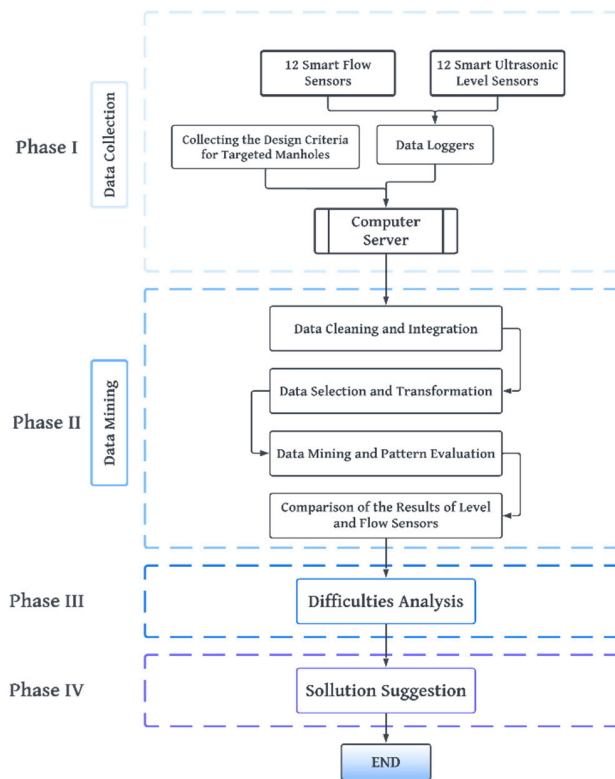 Phase I
Data Collection
12 Smart Flow
Sensors
12 Smart Ultrasonic
Level Sensors
Collecting the Design Criteria
for Targeted Manholes
Data Loggers
Computer
Server
Phase II
Data Mining
Data Cleaning and Integration
Data Selection and Transformation
Data Mining and Pattern Evaluation
Comparison of the Results of Level
and Flow Sensors
Phase III
Difficulties Analysis
Phase IV
Sollution Suggestion
END